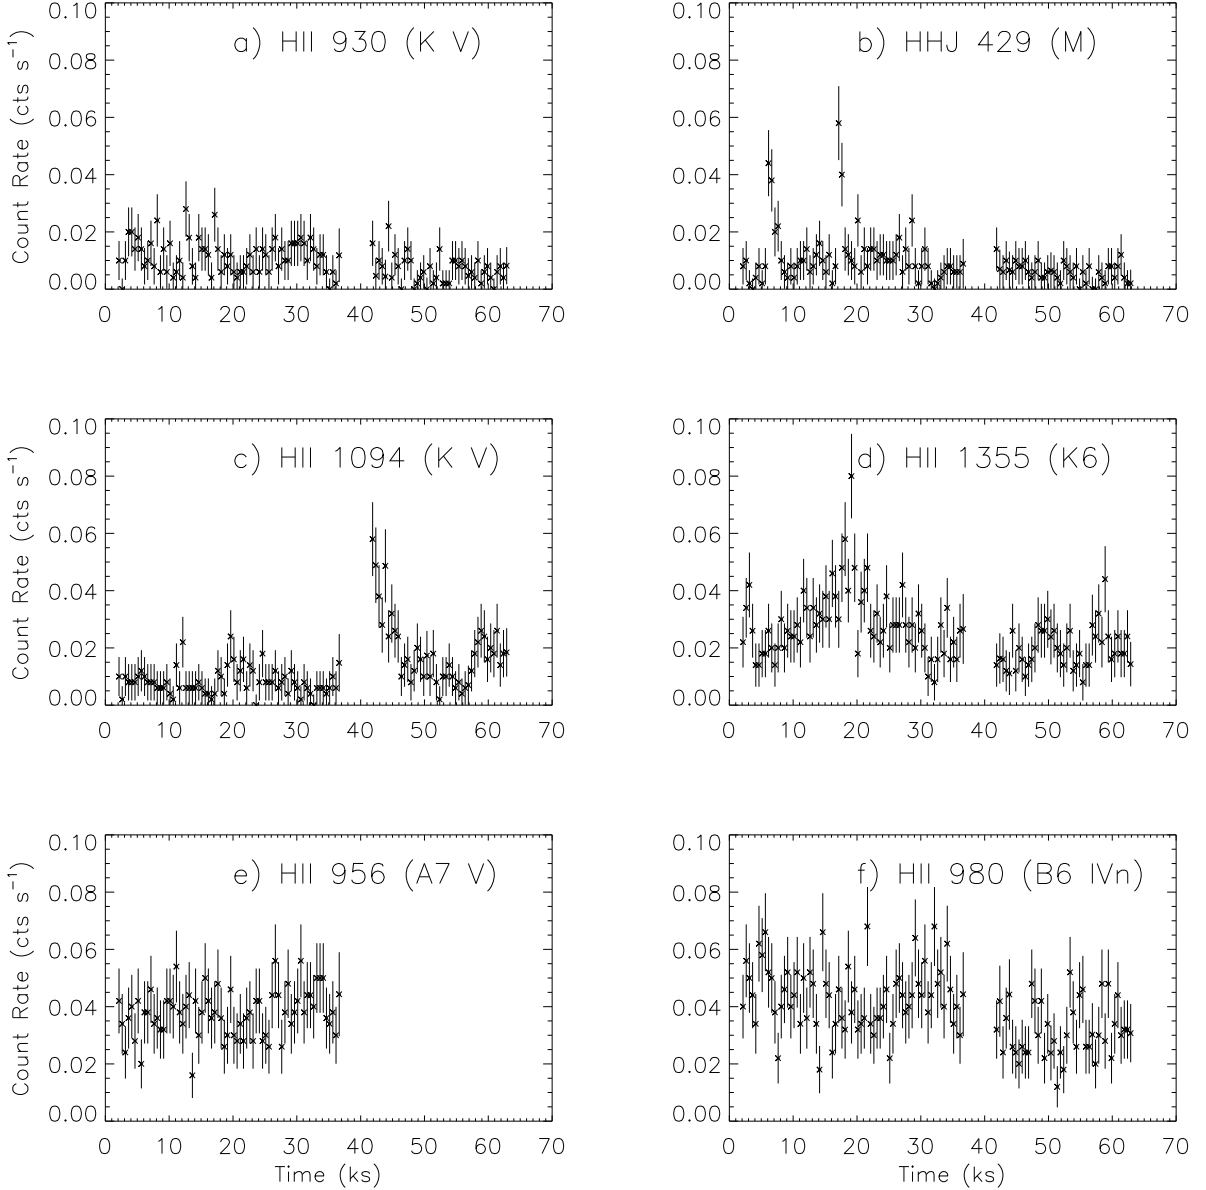 a) HII 930 (K V)
b) HHJ 429 (M)
Count Rate (cts s⁻¹)
0.10
0.08
0.06
0.04
0.02
0.00
0 10 20 30 40 50 60 70
0.10
0.08
0.06
0.04
0.02
0.00
0 10 20 30 40 50 60 70
c) HII 1094 (K V)
d) HII 1355 (K6)
Count Rate (cts s⁻¹)
0.10
0.08
0.06
0.04
0.02
0.00
0 10 20 30 40 50 60 70
0.10
0.08
0.06
0.04
0.02
0.00
0 10 20 30 40 50 60 70
e) HII 956 (A7 V)
f) HII 980 (B6 IVn)
Count Rate (cts s⁻¹)
0.10
0.08
0.06
0.04
0.02
0.00
0 10 20 30 40 50 60 70
Time (ks)
0.10
0.08
0.06
0.04
0.02
0.00
0 10 20 30 40 50 60 70
Time (ks)